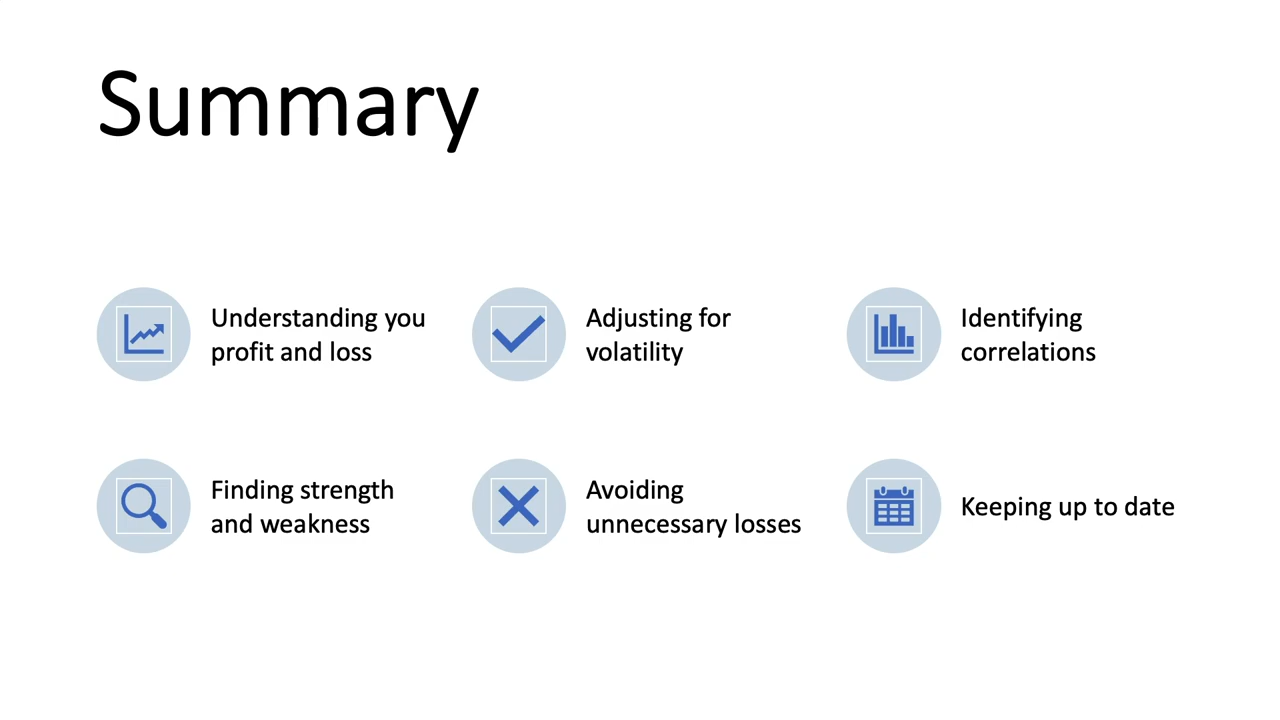 Summary
Understanding you
profit and loss
Adjusting for
volatility
Identifying
correlations
Finding strength
and weakness
Avoiding
unnecessary losses
Keeping up to date